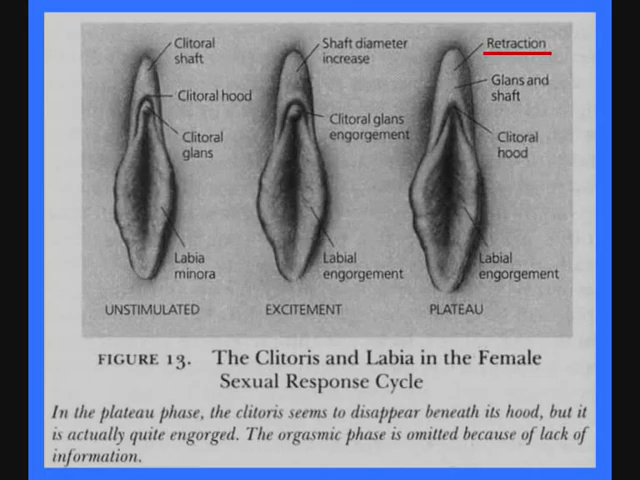 Clitoral
shaft
Clitoral hood
Clitoral
glans
Labia
minora
UNSTIMULATED
Shaft diameter
increase
Clitoral glans
engorgement
Labial
engorgement
EXCITEMENT
Retraction
Glans and
shaft
Clitoral
hood
Labial
engorgement
PLATEAU
FIGURE 13. The Clitoris and Labia in the Female
Sexual Response Cycle
In the plateau phase, the clitoris seems to disappear beneath its hood, but it
is actually quite engorged. The orgasmic phase is omitted because of lack of
information.